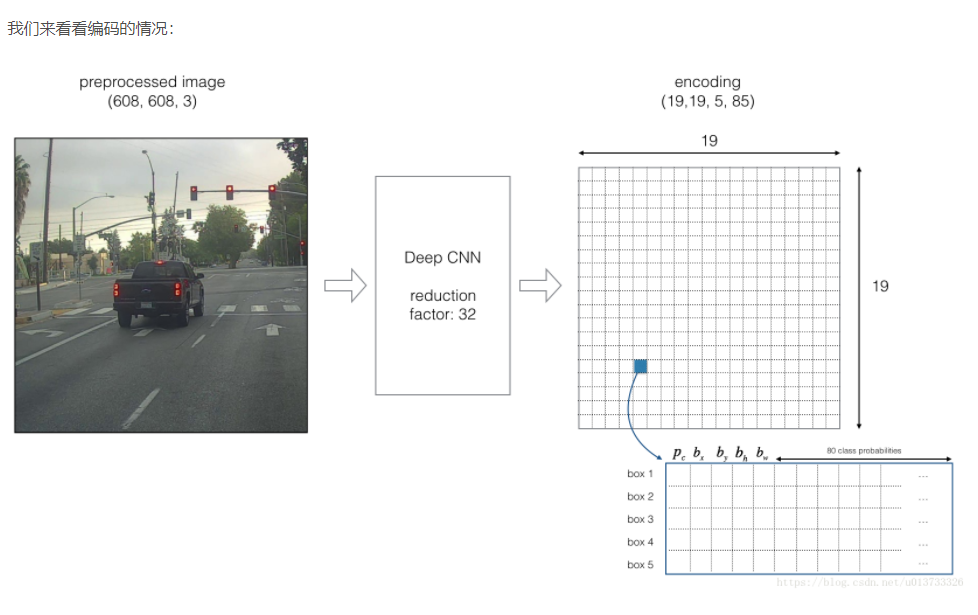 我们来看看编码的情况：
preprocessed image
(608, 608, 3)
encoding
(19,19, 5, 85)
19
19
Deep CNN
reduction
factor: 32
p_c b_x b_y b_h b_w
80 class probabilities
box 1 ...
box 2 ...
box 3 ...
box 4 ...
box 5 ...
https://blog.csdn.net/u013733326